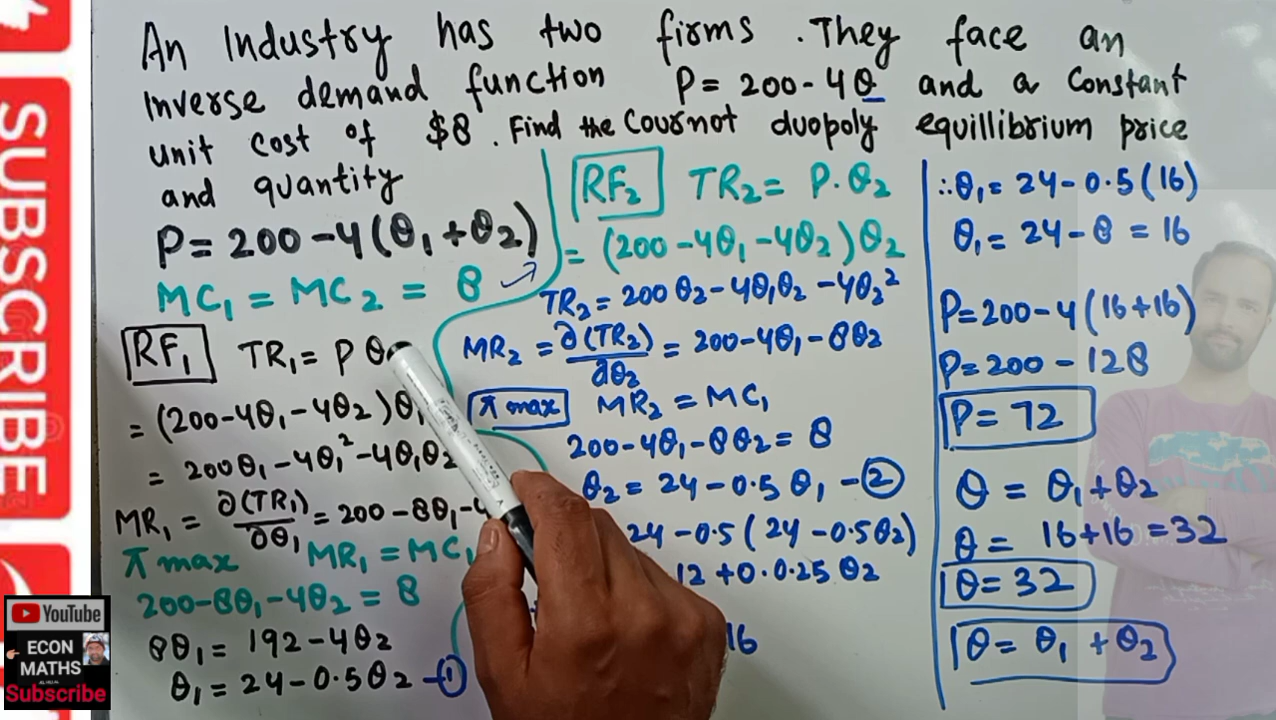 An Industry has two firms. They face an
Inverse demand function P = 200 - 4Q and a Constant
unit cost of $8. Find the Cournot duopoly equillibrium price
and quantity
P = 200 - 4(Q₁ + Q₂)
MC₁ = MC₂ = 8
RF₁ TR₁ = P Q
= (200 - 4Q₁ - 4Q₂)Q₁
= 200Q₁ - 4Q₁² - 4Q₁Q₂
MR₁ = ∂(TR₁)/∂Q₁ = 200 - 8Q₁ - 4
π max MR₁ = MC₁
200 - 8Q₁ - 4Q₂ = 8
8Q₁ = 192 - 4Q₂
Q₁ = 24 - 0.5Q₂ - ①
RF₂ TR₂ = P.Q₂
= (200 - 4Q₁ - 4Q₂)Q₂
TR₂ = 200Q₂ - 4Q₁Q₂ - 4Q₂²
MR₂ = ∂(TR₂)/∂Q₂ = 200 - 4Q₁ - 8Q₂
π max MR₂ = MC₁
200 - 4Q₁ - 8Q₂ = 8
Q₂ = 24 - 0.5Q₁ - ②
24 - 0.5(24 - 0.5Q₂)
12 + 0.0.25Q₂
16
∴Q₁ = 24 - 0.5(16)
Q₁ = 24 - 8 = 16
P = 200 - 4(16+16)
P = 200 - 128
P = 72
Q = Q₁ + Q₂
Q = 16+16 = 32
Q = 32
Q = Q₁ + Q₂
SUBSCRIBE
YouTube
ECON
MATHS
Subscribe